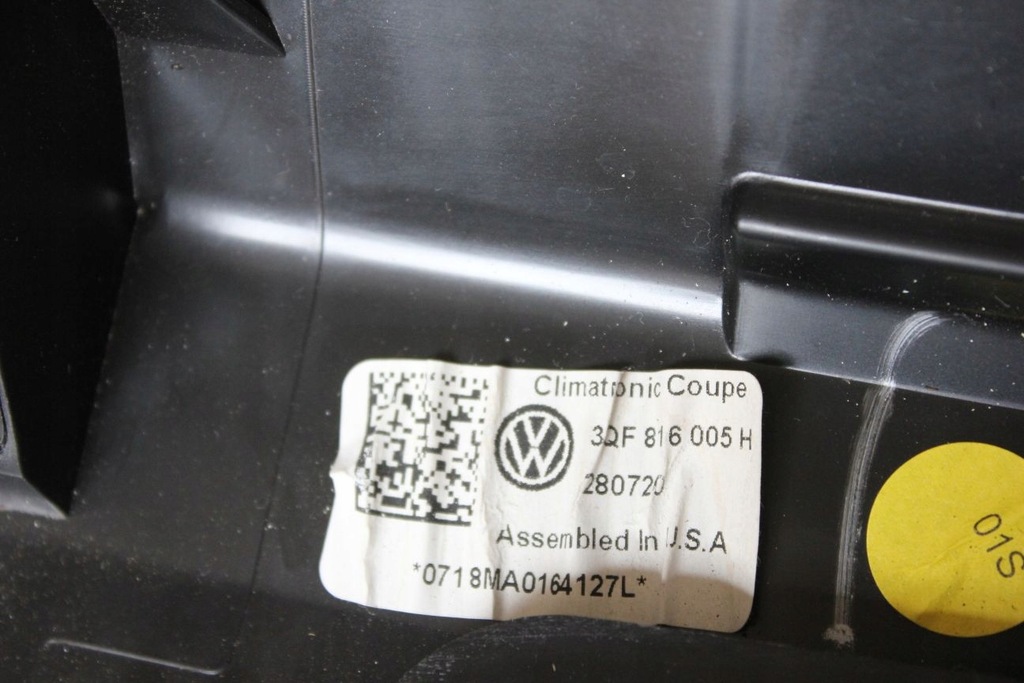 Climatronic Coupe
3QF 816 005 H
280720
Assembled In U.S.A
*0718MA0164127L*
01S